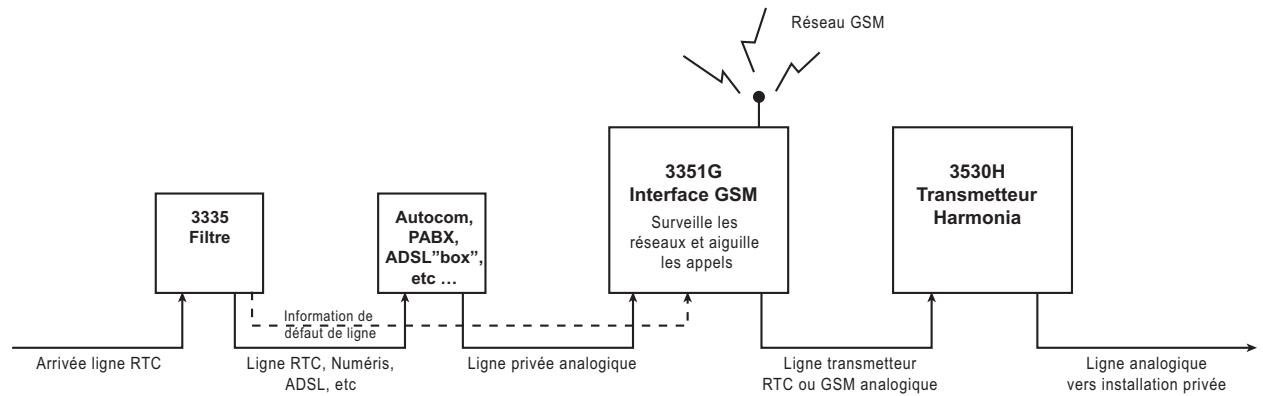 Réseau GSM
3351G
Interface GSM
Surveille les
réseaux et aiguille
les appels
3530H
Transmetteur
Harmonia
3335
Filtre
Autocom,
PABX,
ADSL”box”,
etc ...
Information de
défaut de ligne
Arrivée ligne RTC
Ligne RTC, Numéris,
ADSL, etc
Ligne privée analogique
Ligne transmetteur
RTC ou GSM analogique
Ligne analogique
vers installation privée